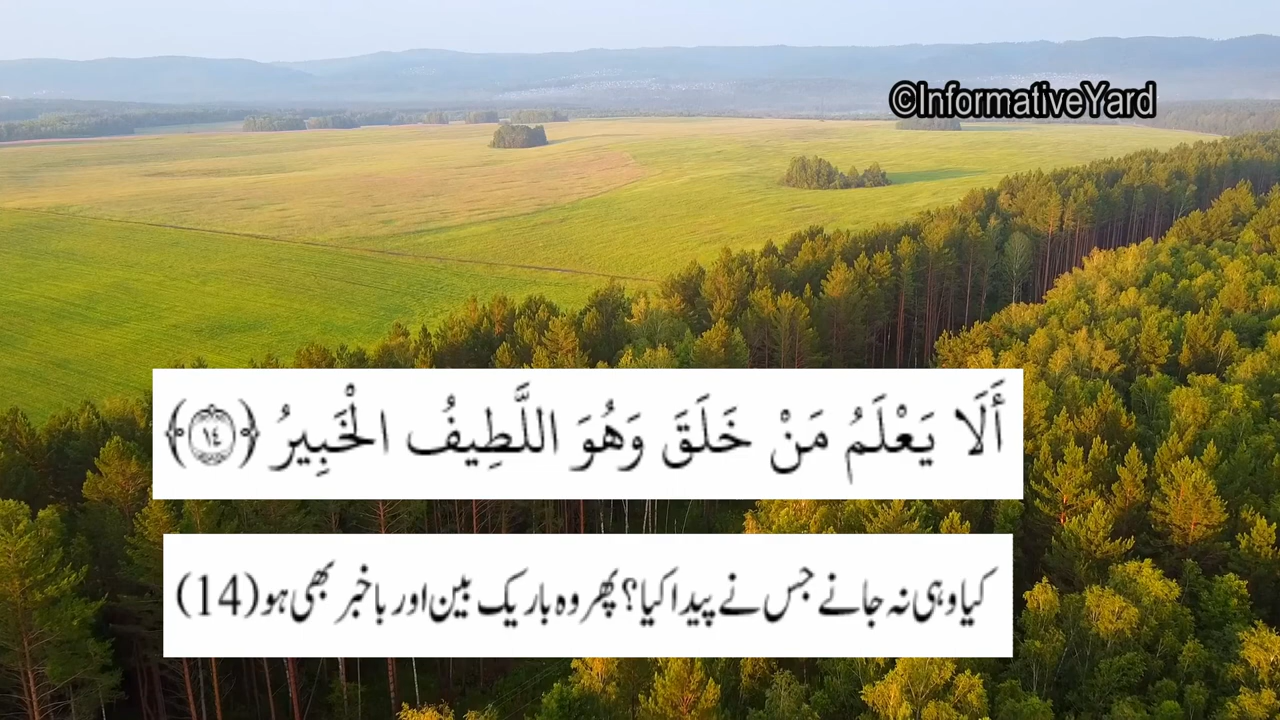 ©InformativeYard
أَلَا يَعْلَمُ مَنْ خَلَقَ وَهُوَ اللَّطِيفُ الْخَبِيرُ ﴿١٤﴾
کیا وہی نہ جانے جس نے پیدا کیا؟ پھر وہ باریک بین اور باخبر بھی ہو (14)